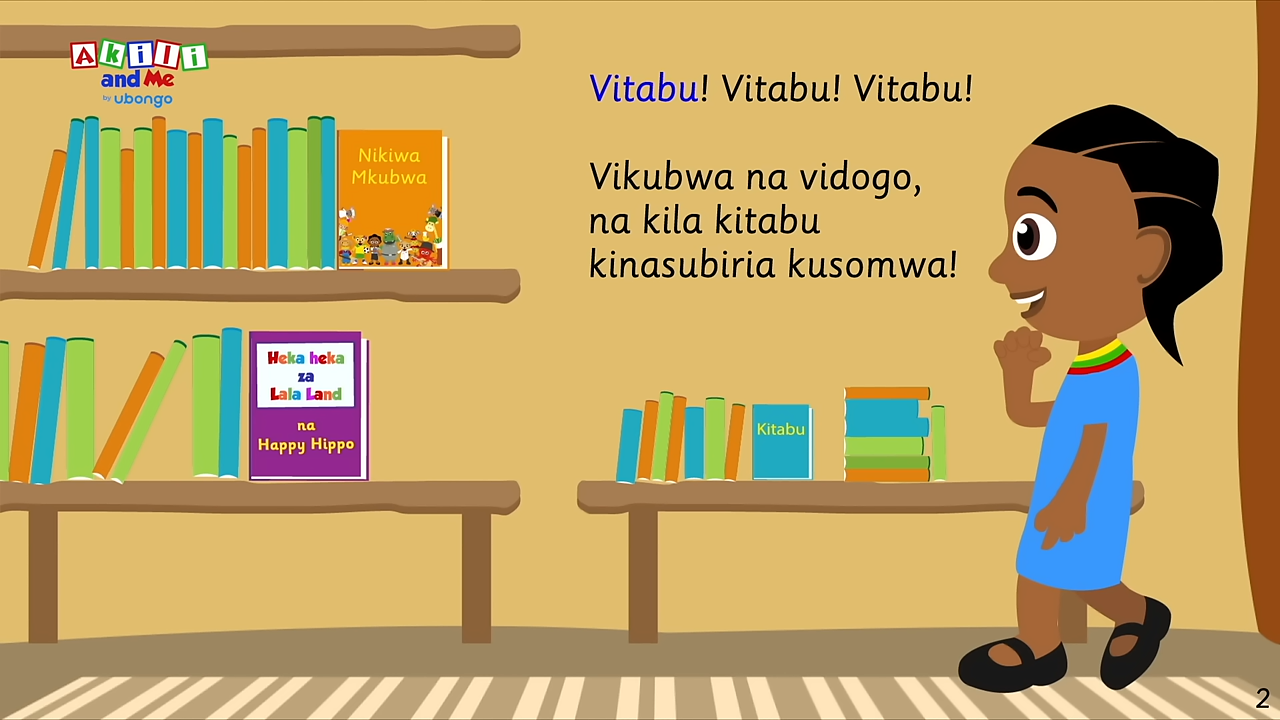 Akili
and Me
by ubongo
Vitabu! Vitabu! Vitabu!
Vikubwa na vidogo,
na kila kitabu
kinasubiria kusomwa!
Nikiwa
Mkubwa
Heka heka
za
Lala Land
na
Happy Hippo
Kitabu
2